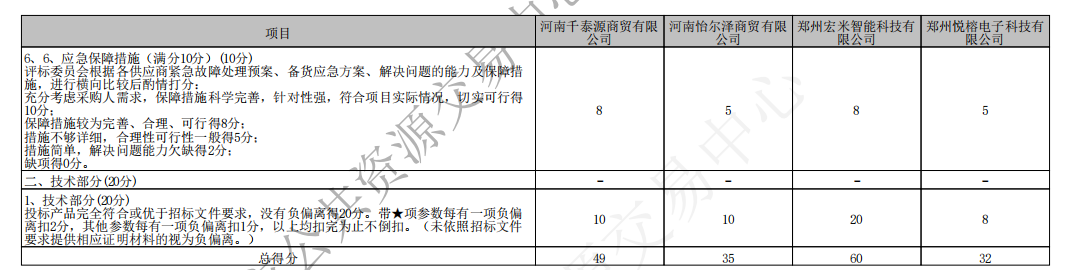 项目
河南千泰源商贸有限公司
河南怡尔泽商贸有限公司
郑州宏米智能科技有限公司
郑州悦榕电子科技有限公司
6、6、应急保障措施（满分10分）(10分)
评标委员会根据各供应商紧急故障处理预案、备货应急方案、解决问题的能力及保障措
施，进行横向比较后酌情打分；
充分考虑采购人需求，保障措施科学完善，针对性强，符合项目实际情况，切实可行得
10分；
保障措施较为完善、合理、可行得8分；
措施不够详细，合理性可行性一般得5分；
措施简单，解决问题能力欠缺得2分；
缺项得0分。
8 5 8 5
二、技术部分(20分)
– – – –
1、技术部分(20分)
投标产品完全符合或优于招标文件要求，没有负偏离得20分。带★项参数每有一项负偏
离扣2分，其他参数每有一项负偏离扣1分，以上均扣完为止不倒扣。（未依照招标文件
要求提供相应证明材料的视为负偏离。）
10 10 20 8
总得分 49 35 60 32
公共资源交易中心
源交易中心